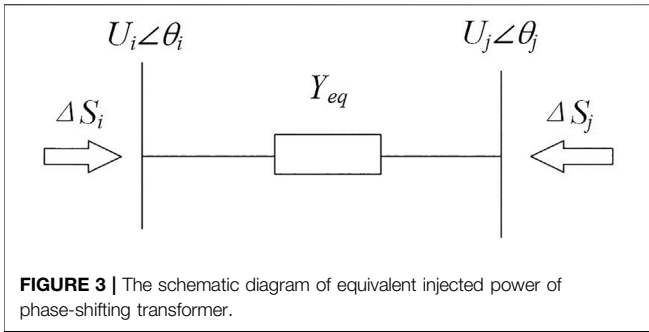 U_i∠θ_i
U_j∠θ_j
Y_eq
ΔS_i
ΔS_j
FIGURE 3 | The schematic diagram of equivalent injected power of
phase-shifting transformer.